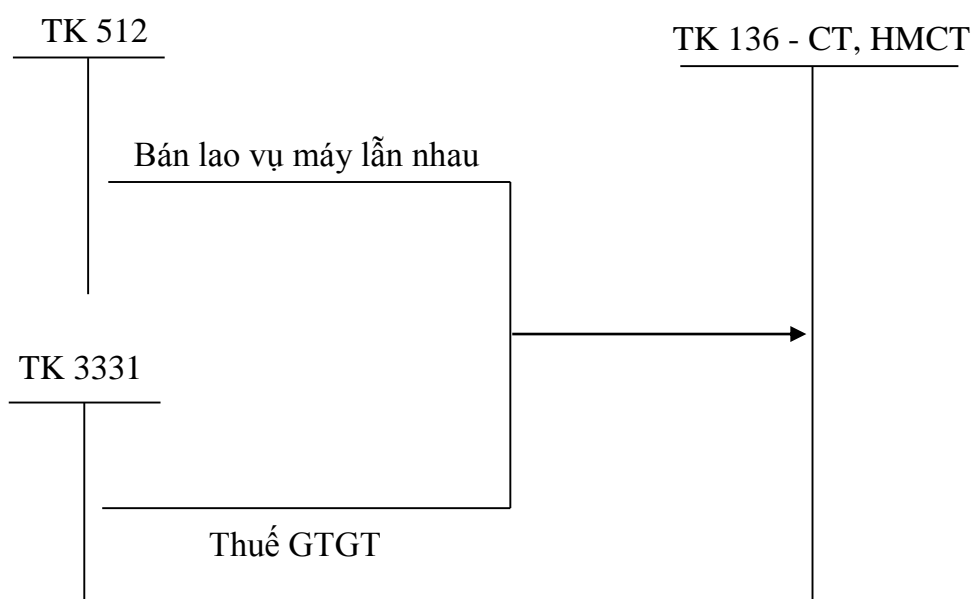 TK 512
TK 136 - CT, HMCT
Bán lao vụ máy lẫn nhau
TK 3331
Thuế GTGT